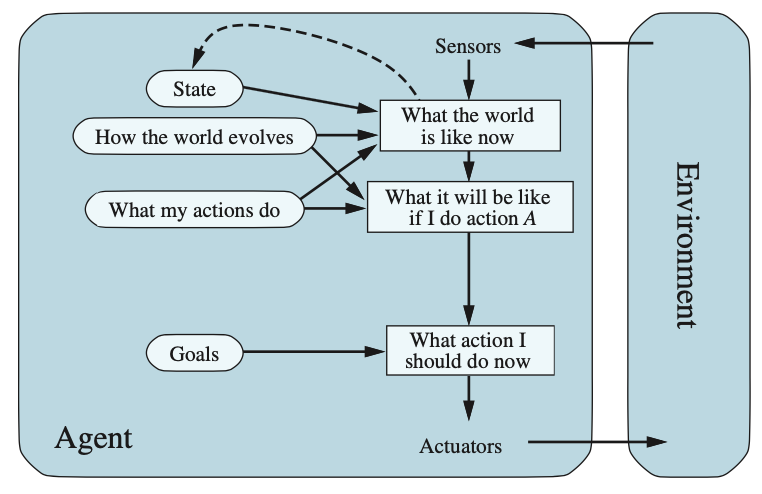 Sensors
State
What the world
is like now
How the world evolves
What it will be like
if I do action A
What my actions do
Environment
What action I
should do now
Goals
Agent
Actuators